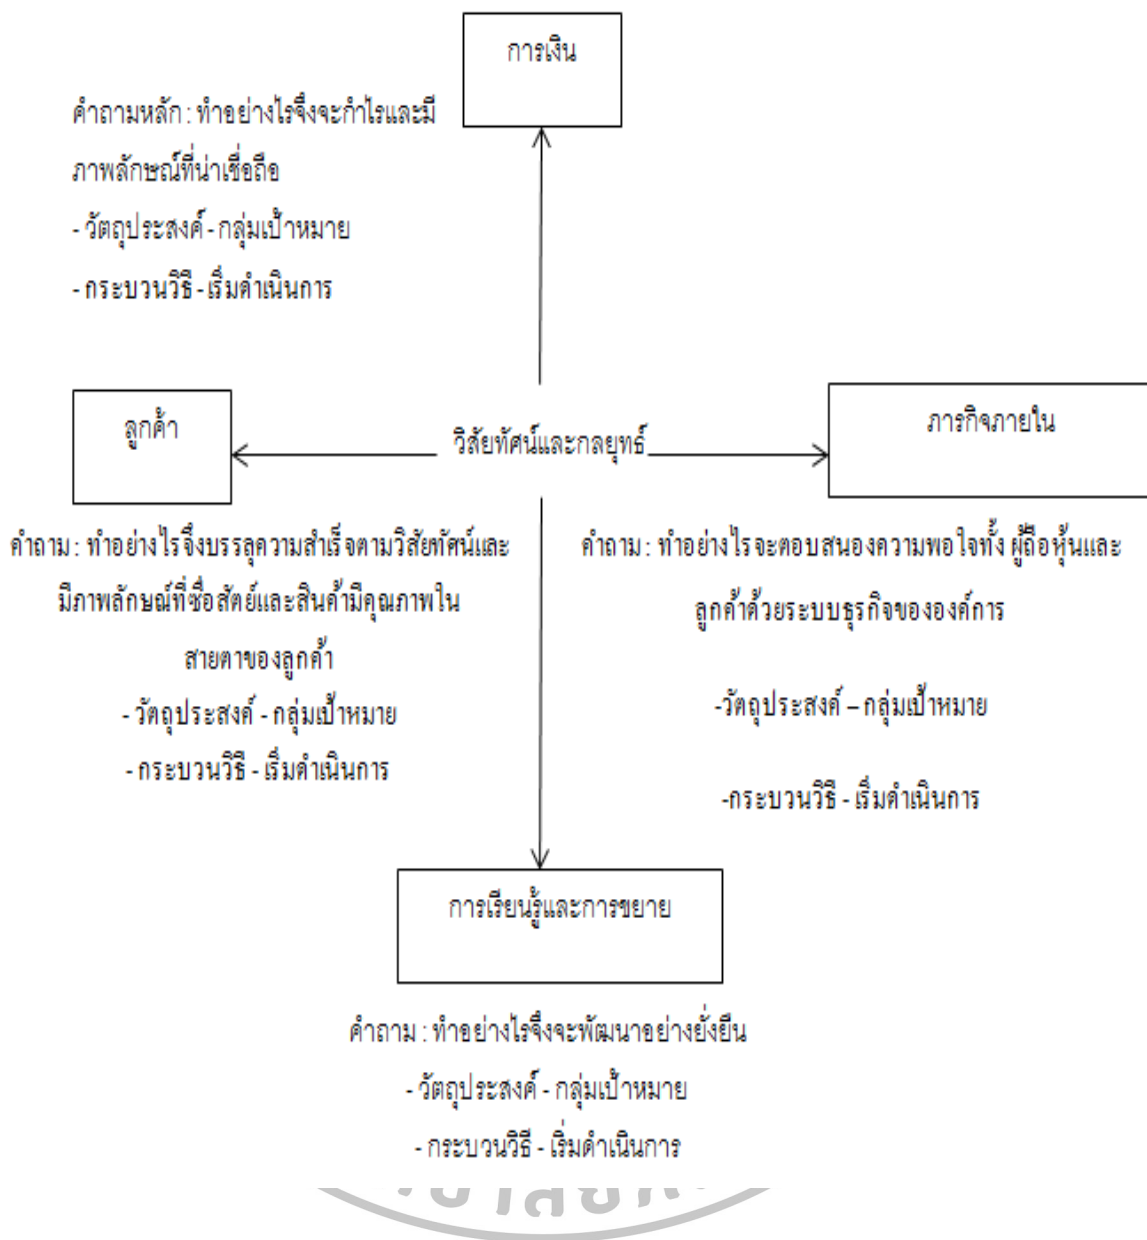 การเงิน
คำถามหลัก : ทำอย่างไรจึงจะกำไรและมี
ภาพลักษณ์ที่น่าเชื่อถือ
- วัตถุประสงค์ - กลุ่มเป้าหมาย
- กระบวนวิธี - เริ่มดำเนินการ
ลูกค้า
วิสัยทัศน์และกลยุทธ์
ภารกิจภายใน
คำถาม : ทำอย่างไรจึงบรรลุความสำเร็จตามวิสัยทัศน์และ
มีภาพลักษณ์ที่ซื่อสัตย์และสินค้ามีคุณภาพใน
สายตาของลูกค้า
- วัตถุประสงค์ - กลุ่มเป้าหมาย
- กระบวนวิธี - เริ่มดำเนินการ
คำถาม : ทำอย่างไรจะตอบสนองความพอใจทั้ง ผู้ถือหุ้นและ
ลูกค้าด้วยระบบธุรกิจขององค์การ
-วัตถุประสงค์ – กลุ่มเป้าหมาย
-กระบวนวิธี - เริ่มดำเนินการ
การเรียนรู้และการขยาย
คำถาม : ทำอย่างไรจึงจะพัฒนาอย่างยั่งยืน
- วัตถุประสงค์ - กลุ่มเป้าหมาย
- กระบวนวิธี - เริ่มดำเนินการ